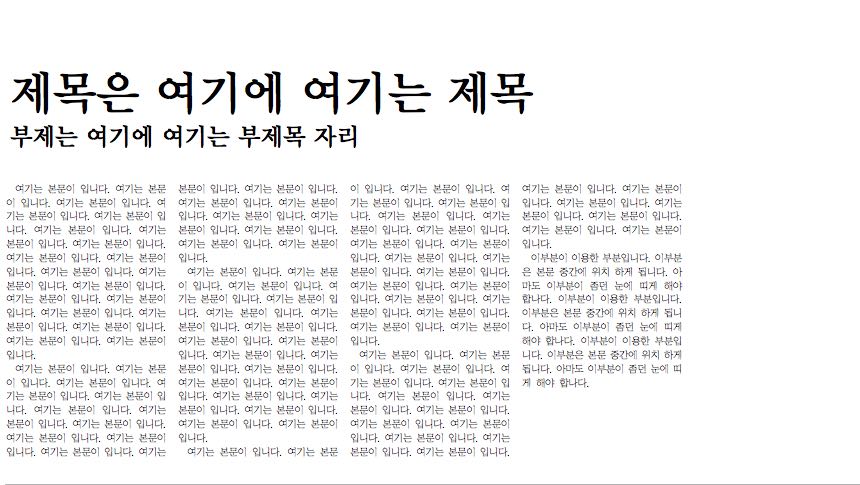 제목은 여기에 여기는 제목
부제는 여기에 여기는 부제목 자리
여기는 본문이 입니다. 여기는 본문
이 입니다. 여기는 본문이 입니다. 여
기는 본문이 입니다. 여기는 본문이 입
니다. 여기는 본문이 입니다. 여기는
본문이 입니다. 여기는 본문이 입니다.
여기는 본문이 입니다. 여기는 본문이
입니다. 여기는 본문이 입니다. 여기는
본문이 입니다. 여기는 본문이 입니다.
여기는 본문이 입니다. 여기는 본문이
입니다. 여기는 본문이 입니다. 여기는
본문이 입니다. 여기는 본문이 입니다.
여기는 본문이 입니다. 여기는 본문이
입니다.
여기는 본문이 입니다. 여기는 본문
이 입니다. 여기는 본문이 입니다. 여
기는 본문이 입니다. 여기는 본문이 입
니다. 여기는 본문이 입니다. 여기는
본문이 입니다. 여기는 본문이 입니다.
여기는 본문이 입니다. 여기는 본문이
입니다. 여기는 본문이 입니다. 여기는
본문이 입니다. 여기는 본문이 입니다.
여기는 본문이 입니다. 여기는 본문이
입니다. 여기는 본문이 입니다. 여기는
본문이 입니다. 여기는 본문이 입니다.
여기는 본문이 입니다. 여기는 본문이
입니다.
여기는 본문이 입니다. 여기는 본문
이 입니다. 여기는 본문이 입니다. 여
기는 본문이 입니다. 여기는 본문이 입
니다. 여기는 본문이 입니다. 여기는
본문이 입니다. 여기는 본문이 입니다.
여기는 본문이 입니다. 여기는 본문이
입니다. 여기는 본문이 입니다. 여기는
본문이 입니다. 여기는 본문이 입니다.
여기는 본문이 입니다. 여기는 본문이
입니다. 여기는 본문이 입니다. 여기는
본문이 입니다. 여기는 본문이 입니다.
여기는 본문이 입니다. 여기는 본문이
입니다.
여기는 본문이 입니다. 여기는 본문
이 입니다. 여기는 본문이 입니다. 여
기는 본문이 입니다. 여기는 본문이 입
니다. 여기는 본문이 입니다. 여기는
본문이 입니다. 여기는 본문이 입니다.
여기는 본문이 입니다. 여기는 본문이
입니다. 여기는 본문이 입니다. 여기는
본문이 입니다. 여기는 본문이 입니다.
여기는 본문이 입니다. 여기는 본문이
입니다. 여기는 본문이 입니다. 여기는
본문이 입니다. 여기는 본문이 입니다.
여기는 본문이 입니다. 여기는 본문이
입니다.
여기는 본문이 입니다. 여기는 본문
이 입니다. 여기는 본문이 입니다. 여
기는 본문이 입니다. 여기는 본문이 입
니다. 여기는 본문이 입니다. 여기는
본문이 입니다. 여기는 본문이 입니다.
여기는 본문이 입니다. 여기는 본문이
입니다. 여기는 본문이 입니다. 여기는
본문이 입니다. 여기는 본문이 입니다.
여기는 본문이 입니다. 여기는 본문이
입니다. 여기는 본문이 입니다. 여기는
본문이 입니다. 여기는 본문이 입니다.
여기는 본문이 입니다. 여기는 본문이
입니다.
이부분이 이용한 부분입니다. 이부분
은 본문 중간에 위치 하게 됩니다. 아
마도 이부분이 좀던 눈에 띠게 해야
합나다. 이부분이 이용한 부분입니다.
이부분은 본문 중간에 위치 하게 됩니
다. 아마도 이부분이 좀던 눈에 띠게
해야 합나다. 이부분이 이용한 부분입
니다. 이부분은 본문 중간에 위치 하게
됩니다. 아마도 이부분이 좀던 눈에 띠
게 해야 합나다.